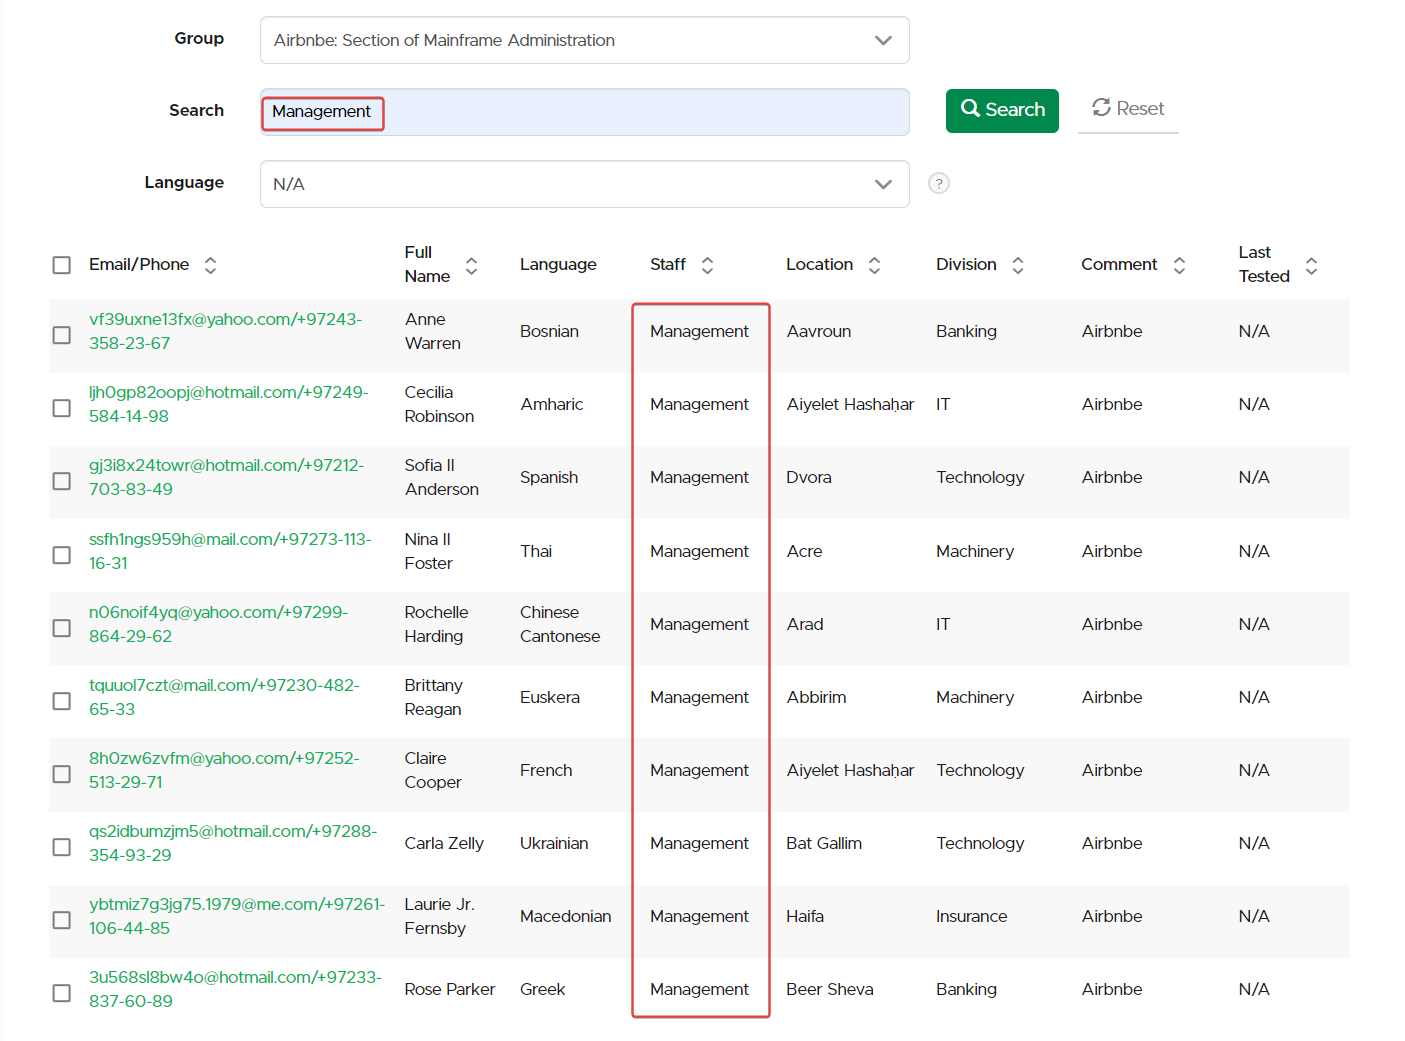 Group
Airbnbe: Section of Mainframe Administration
Search
Management
Search
Reset
Language
N/A
?
Email/Phone
Full
Name
Language
Staff
Location
Division
Comment
Last
Tested
vf39uxne13fx@yahoo.com/+97243-
358-23-67
Anne
Warren
Bosnian
Management
Aavroun
Banking
Airbnbe
N/A
ljh0gp82oopj@hotmail.com/+97249-
584-14-98
Cecilia
Robinson
Amharic
Management
Aiyelet Hashaḥar
IT
Airbnbe
N/A
gj3i8x24towr@hotmail.com/+97212-
703-83-49
Sofia II
Anderson
Spanish
Management
Dvora
Technology
Airbnbe
N/A
ssfh1ngs959h@mail.com/+97273-113-
16-31
Nina II
Foster
Thai
Management
Acre
Machinery
Airbnbe
N/A
n06noif4yq@yahoo.com/+97299-
864-29-62
Rochelle
Harding
Chinese
Cantonese
Management
Arad
IT
Airbnbe
N/A
tquuol7czt@mail.com/+97230-482-
65-33
Brittany
Reagan
Euskera
Management
Abbirim
Machinery
Airbnbe
N/A
8h0zw6zvfm@yahoo.com/+97252-
513-29-71
Claire
Cooper
French
Management
Aiyelet Hashaḥar
Technology
Airbnbe
N/A
qs2idbumzjm5@hotmail.com/+97288-
354-93-29
Carla Zelly
Ukrainian
Management
Bat Gallim
Technology
Airbnbe
N/A
ybtmiz7g3jg75.1979@me.com/+97261-
106-44-85
Laurie Jr.
Fernsby
Macedonian
Management
Haifa
Insurance
Airbnbe
N/A
3u568sl8bw4o@hotmail.com/+97233-
837-60-89
Rose Parker
Greek
Management
Beer Sheva
Banking
Airbnbe
N/A